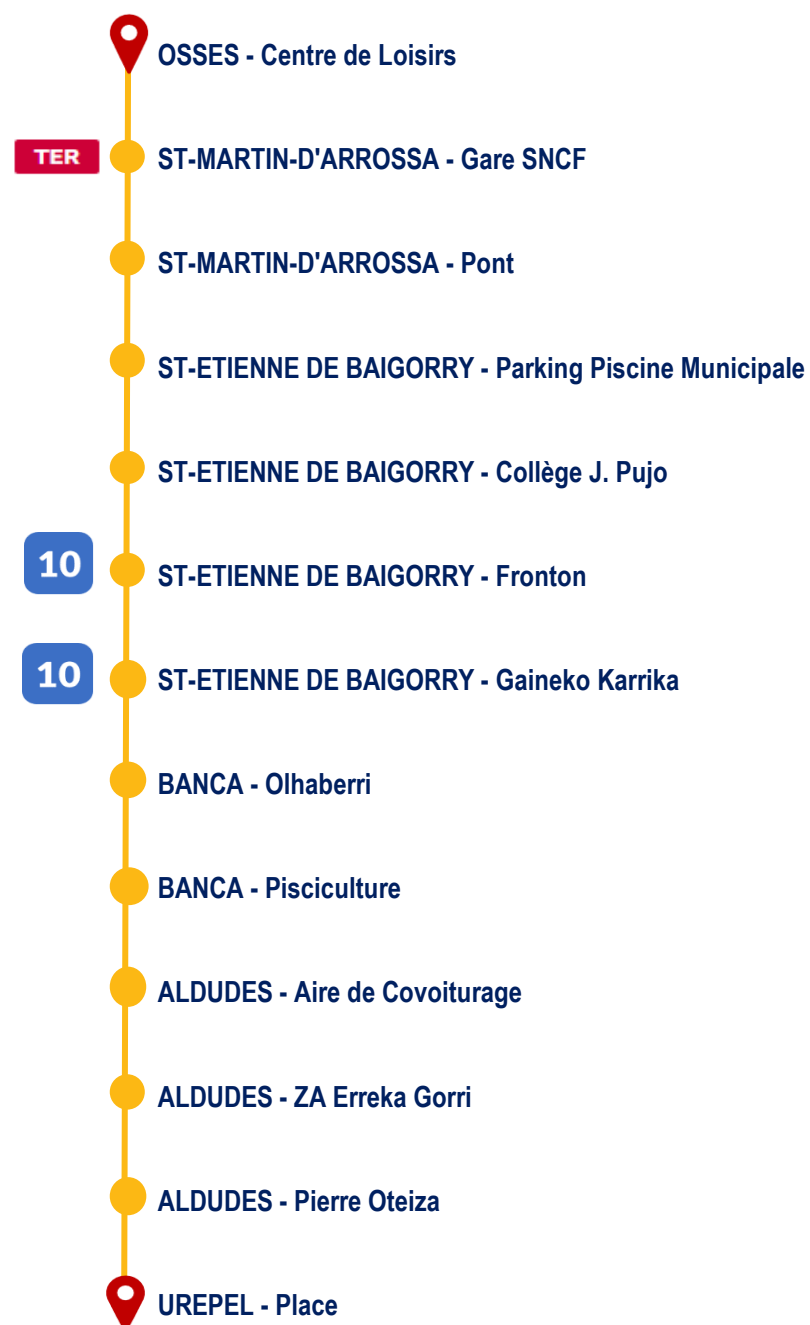 OSSES - Centre de Loisirs
TER
ST-MARTIN-D'ARROSSA - Gare SNCF
ST-MARTIN-D'ARROSSA - Pont
ST-ETIENNE DE BAIGORRY - Parking Piscine Municipale
ST-ETIENNE DE BAIGORRY - Collège J. Pujo
10
ST-ETIENNE DE BAIGORRY - Fronton
10
ST-ETIENNE DE BAIGORRY - Gaineko Karrika
BANCA - Olhaberri
BANCA - Pisciculture
ALDUDES - Aire de Covoiturage
ALDUDES - ZA Erreka Gorri
ALDUDES - Pierre Oteiza
UREPEL - Place